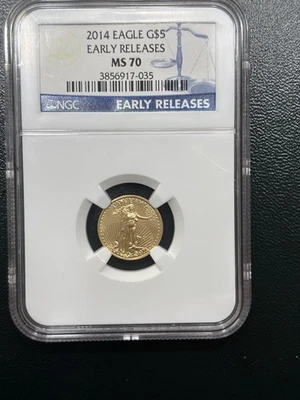 2014 EAGLE G$5
EARLY RELEASES
MS 70
3856917-035
NGC EARLY RELEASES